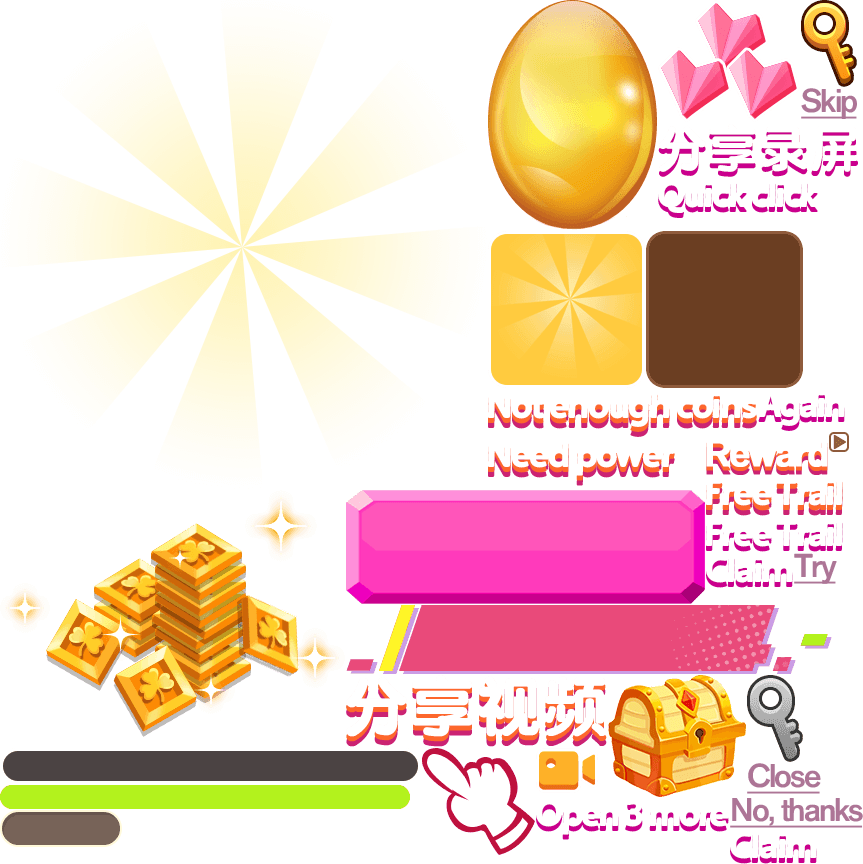 Skip
分享录屏
Quick click
Not enough coins
Again
Need power
Reward
Free Trail
Free Trail
Claim
Try
分享视频
Close
Open 3 more
No, thanks
Claim